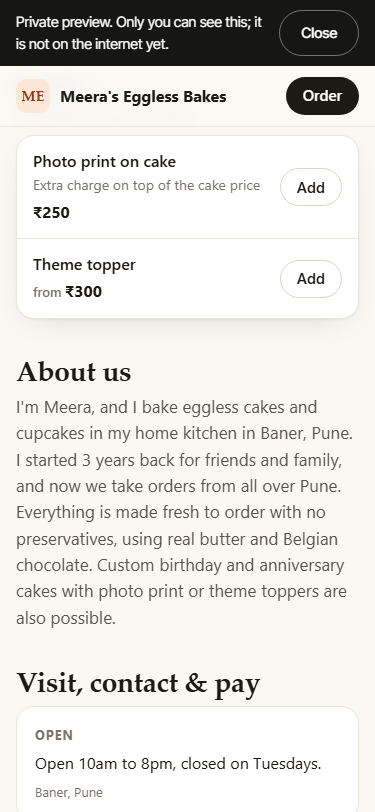 Private preview. Only you can see this; it
is not on the internet yet.
Close
ME
Meera's Eggless Bakes
Order
Photo print on cake
Extra charge on top of the cake price
₹250
Add
Theme topper
from ₹300
Add
About us
I'm Meera, and I bake eggless cakes and
cupcakes in my home kitchen in Baner, Pune.
I started 3 years back for friends and family,
and now we take orders from all over Pune.
Everything is made fresh to order with no
preservatives, using real butter and Belgian
chocolate. Custom birthday and anniversary
cakes with photo print or theme toppers are
also possible.
Visit, contact & pay
OPEN
Open 10am to 8pm, closed on Tuesdays.
Baner, Pune